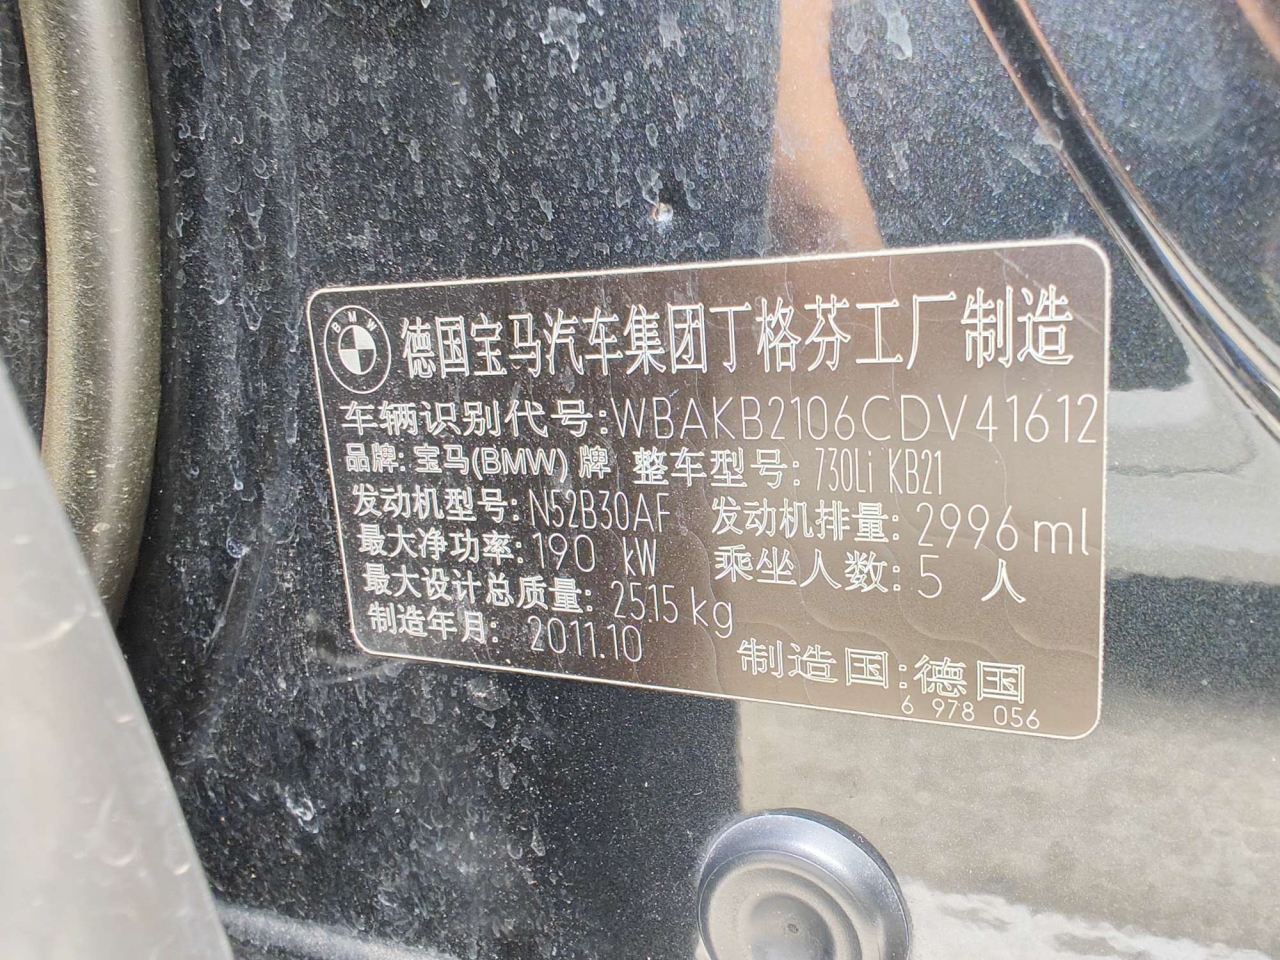 BMW
德国宝马汽车集团丁格芬工厂制造
车辆识别代号:WBAKB2106CDV41612
品牌:宝马(BMW)牌 整车型号:730Li KB21
发动机型号:N52B30AF 发动机排量:2996ml
最大净功率:190 kW 乘坐人数:5 人
最大设计总质量:2515kg
制造年月:2011.10
制造国:德国
6 978 056